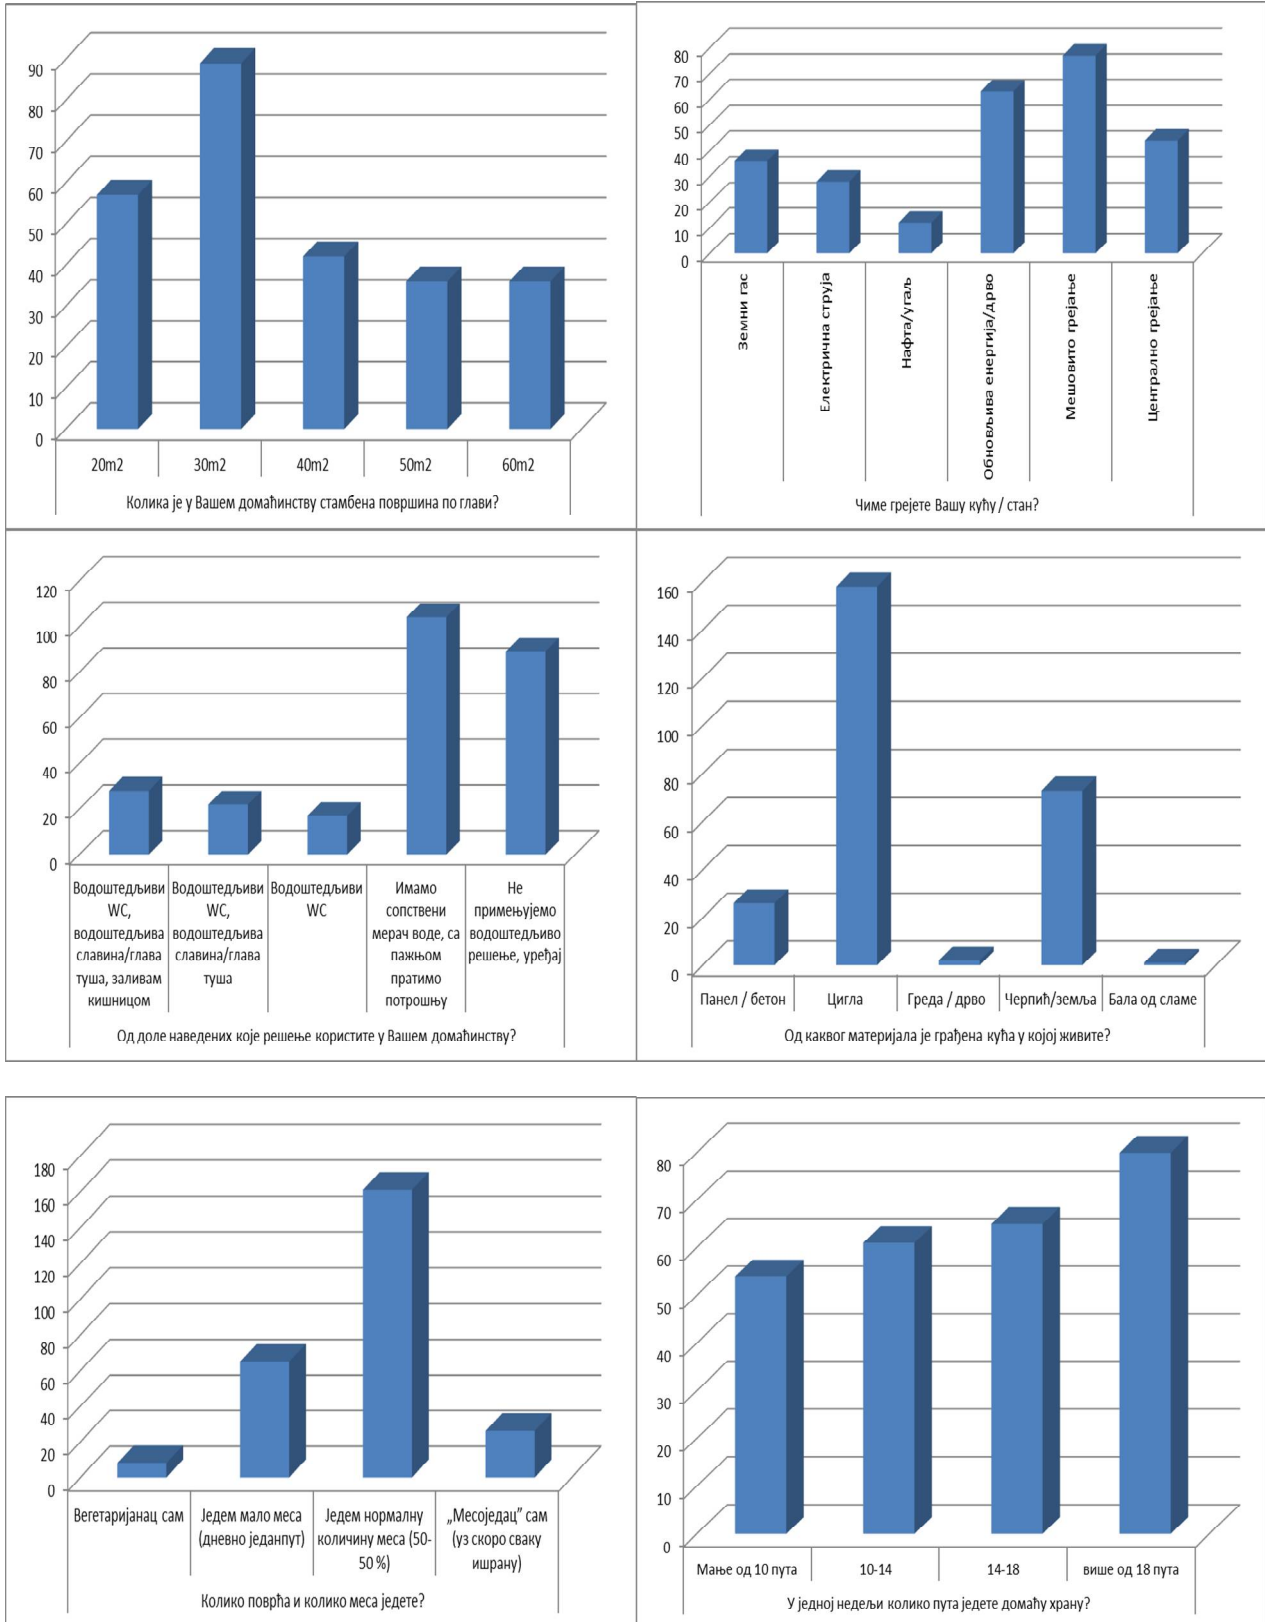 90
80
70
60
50
40
30
20
10
0
20m2 30m2 40m2 50m2 60m2
Колика је у Вашем домаћинству стамбена површина по глави?
80
70
60
50
40
30
20
10
0
Земни гас
Електрична струја
Нафта/угаљ
Обновљива енергија/дрво
Мешовито грејање
Централно грејање
Чиме грејете Вашу кућу / стан?
120
100
80
60
40
20
0
Водоштедљиви
WC,
водоштедљива
славина/глава
туша, заливам
кишницом
Водоштедљиви
WC,
водоштедљива
славина/глава
туша
Водоштедљиви
WC
Имамо
сопствени
мерач воде, са
пажњом
пратимо
потрошњу
Не
примењујемо
водоштедљиво
решење, уређај
Од доле наведених које решење користите у Вашем домаћинству?
160
140
120
100
80
60
40
20
0
Панел / бетон Цигла Греда / дрво Черпић/земља Бала од сламе
Од каквог материјала је грађена кућа у којој живите?
180
160
140
120
100
80
60
40
20
0
Вегетаријанац сам
Једем мало меса
(дневно једанпут)
Једем нормалну
количину меса (50-
50 %)
„Месоједац” сам
(уз скоро сваку
ишрану)
Колико поврћа и колико меса једете?
80
70
60
50
40
30
20
10
0
Мање од 10 пута 10-14 14-18 више од 18 пута
У једној недељи колико пута једете домаћу храну?